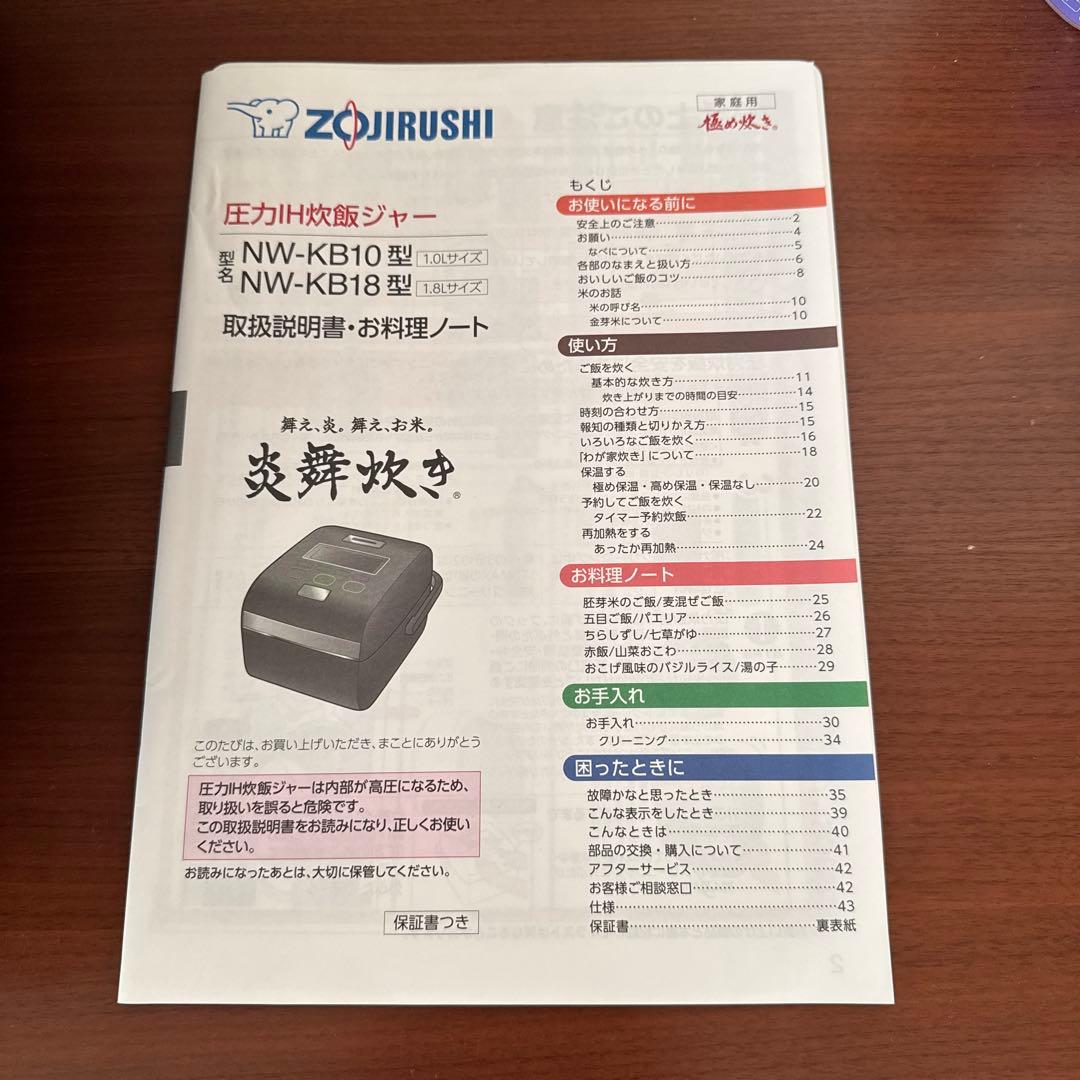 ZOJIRUSHI
家庭用
極め炊き。
圧力IH炊飯ジャー
型名
NW-KB10型 1.0Lサイズ
NW-KB18型 1.8Lサイズ
取扱説明書・お料理ノート
舞え、炎。舞え、お米。
炎舞炊き®
このたびは、お買い上げいただき、まことにありがとう
ございます。
圧力IH炊飯ジャーは内部が高圧になるため、
取り扱いを誤ると危険です。
この取扱説明書をお読みになり、正しくお使い
ください。
お読みになったあとは、大切に保管してください。
保証書つき
もくじ
お使いになる前に
安全上のご注意…………2
お願い…………4
なべについて…………5
各部のなまえと扱い方…………6
おいしいご飯のコツ…………8
米のお話
米の呼び名…………10
金芽米について…………10
使い方
ご飯を炊く
基本的な炊き方…………11
炊き上がりまでの時間の目安…………14
時刻の合わせ方…………15
報知の種類と切りかえ方…………15
いろいろなご飯を炊く…………16
「わが家炊き」について…………18
保温する
極め保温・高め保温・保温なし…………20
予約してご飯を炊く
タイマー予約炊飯…………22
再加熱をする
あったか再加熱…………24
お料理ノート
胚芽米のご飯/麦混ぜご飯…………25
五目ご飯/パエリア…………26
ちらしずし/七草がゆ…………27
赤飯/山菜おこわ…………28
おこげ風味のバジルライス/湯の子…………29
お手入れ
お手入れ…………30
クリーニング…………34
困ったときに
故障かなと思ったとき…………35
こんな表示をしたとき…………39
こんなときは…………40
部品の交換・購入について…………41
アフターサービス…………42
お客様ご相談窓口…………42
仕様…………43
保証書…………裏表紙